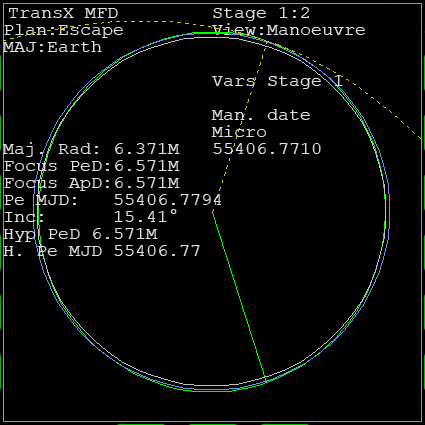 TransX MFD Stage 1:2
Plan:Escape View:Manoeuvre
MAJ:Earth
Vars Stage 1
Man. date
Micro
Maj. Rad: 6.371M 55406.7710
Focus PeD:6.571M
Focus ApD:6.571M
Pe MJD: 55406.7794
Inc: 15.41°
Hyp PeD 6.571M
H. Pe MJD 55406.77